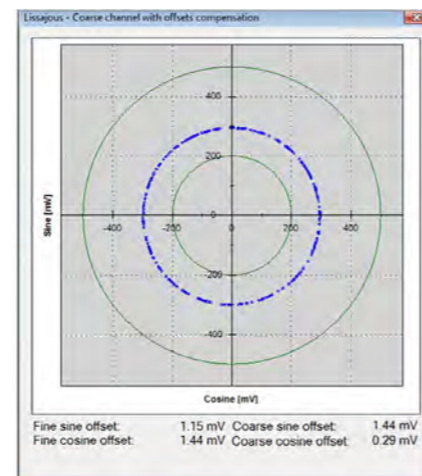 Lissajous - Coarse channel with offsets compensation
400
200
-400
-200
0
200
400
-200
-400
Sine [mV]
Cosine [mV]
Fine sine offset: 1.15 mV Coarse sine offset: 1.44 mV
Fine cosine offset: 1.44 mV Coarse cosine offset: 0.29 mV